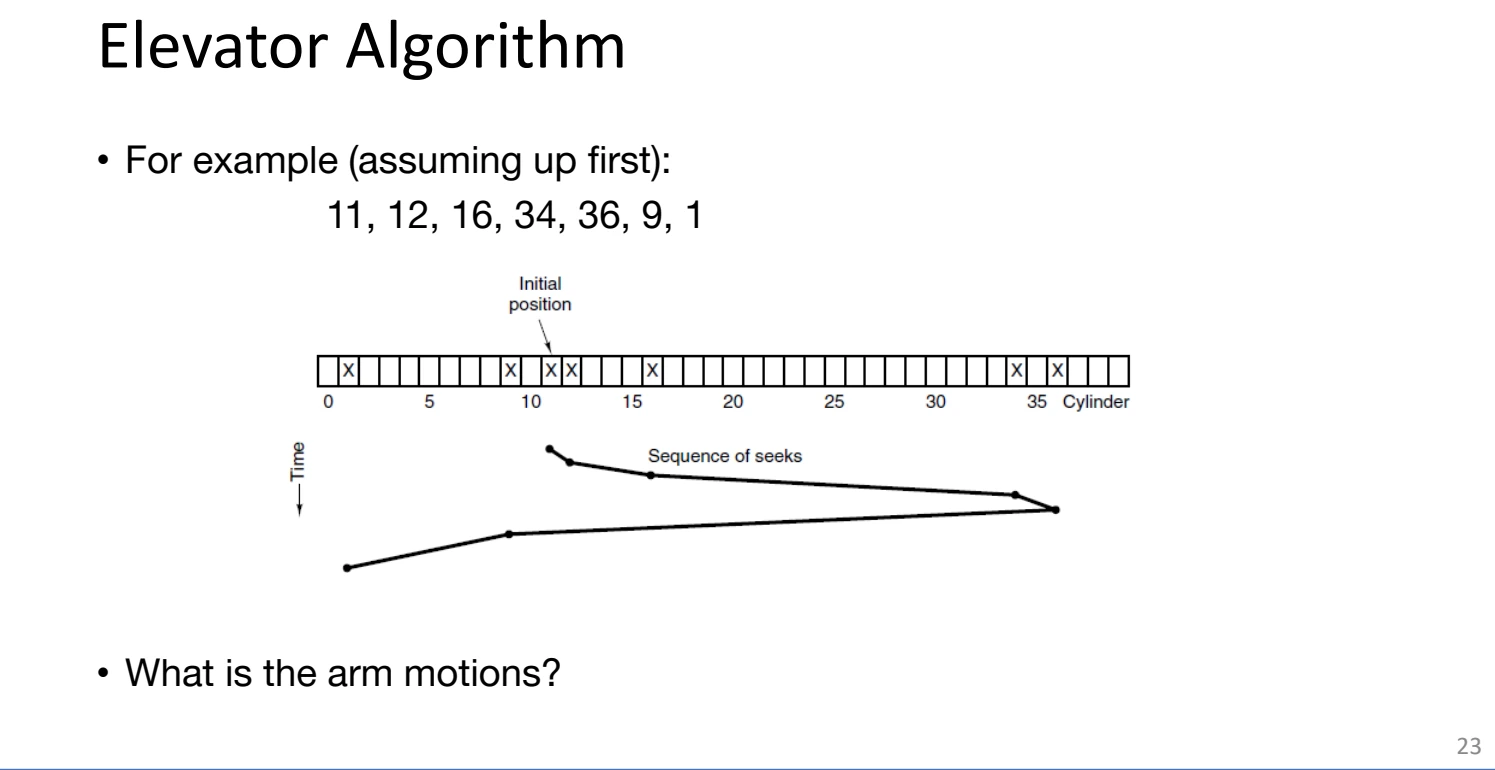 Elevator Algorithm
• For example (assuming up first):
11, 12, 16, 34, 36, 9, 1
Initial
position
X X X X X X X
0 5 10 15 20 25 30 35 Cylinder
Time
Sequence of seeks
• What is the arm motions?
23